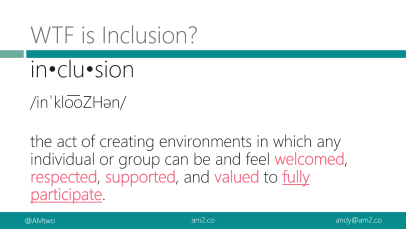 WTF is Inclusion?
in•clu•sion
/inˈklo͞oZHən/
the act of creating environments in which any
individual or group can be and feel welcomed,
respected, supported, and valued to fully
participate.
@AMtwo am2.co andy@am2.co